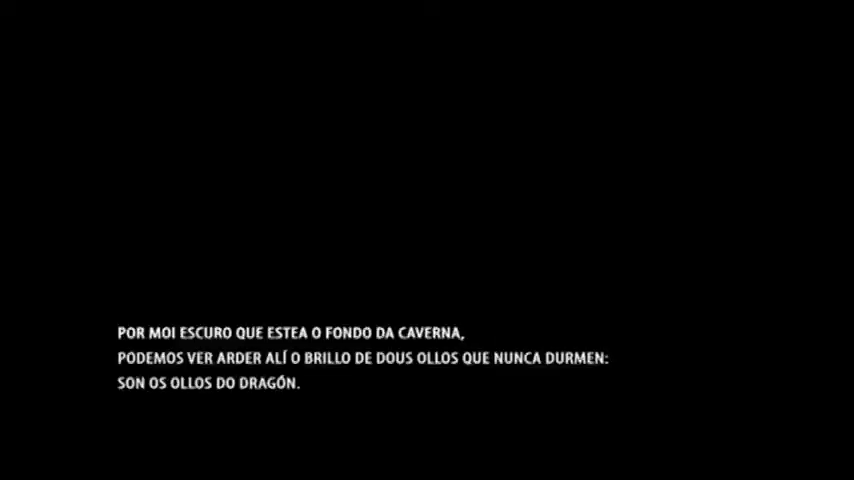 POR MOI ESCURO QUE ESTEA O FONDO DA CAVERNA,
PODEMOS VER ARDER ALÍ O BRILLO DE DOUS OLLOS QUE NUNCA DURMEN:
SON OS OLLOS DO DRAGÓN.